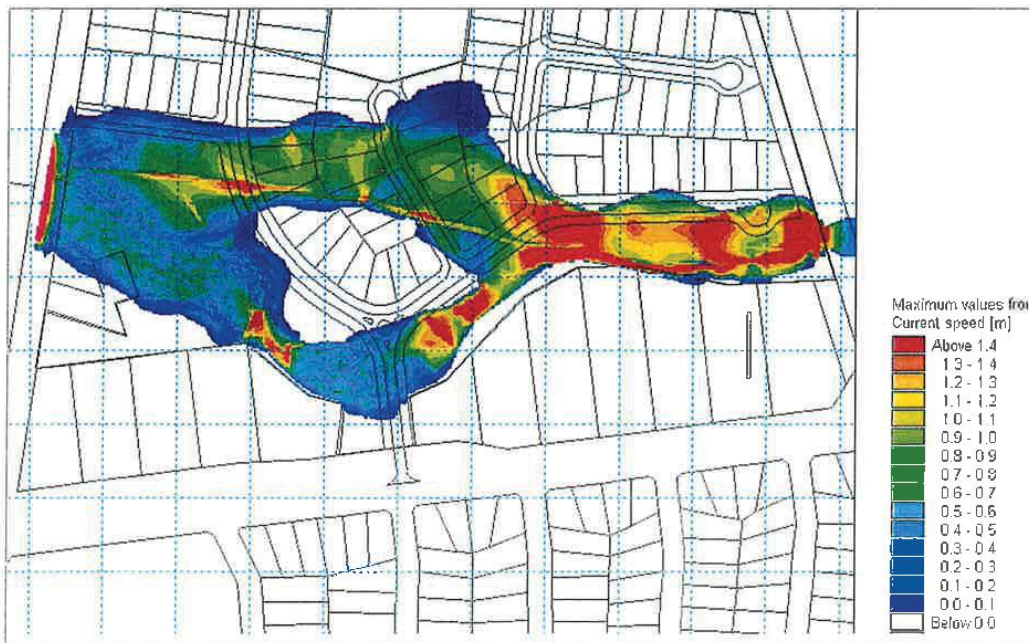 Maximum values from
Current speed [m]
Above 1.4
1.3 - 1.4
1.2 - 1.3
1.1 - 1.2
1.0 - 1.1
0.9 - 1.0
0.8 - 0.9
0.7 - 0.8
0.6 - 0.7
0.5 - 0.6
0.4 - 0.5
0.3 - 0.4
0.2 - 0.3
0.1 - 0.2
0.0 - 0.1
Below 0.0